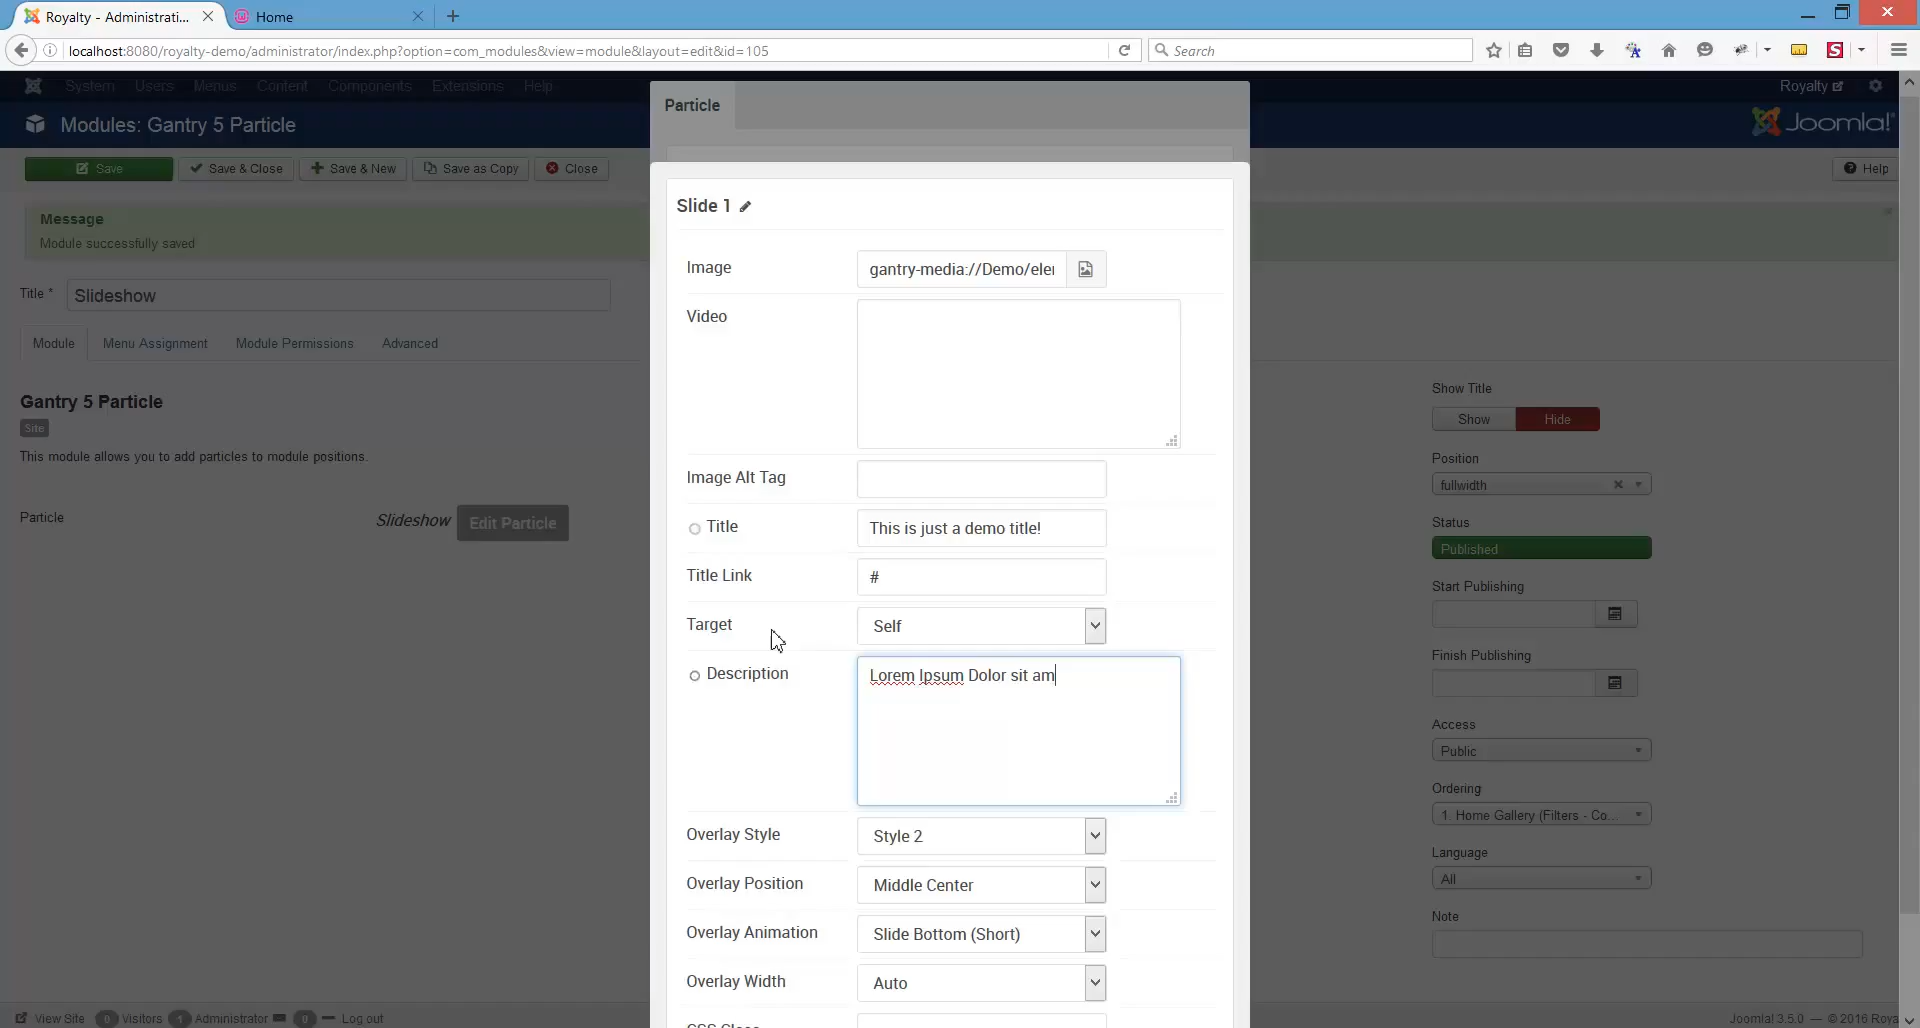 Royalty - Administrati...
Home
localhost:8080/royalty-demo/administrator/index.php?option=com_modules&view=module&layout=edit&id=105
Search
System Users Menus Content Components Extensions Help
Royalty
Particle
Modules: Gantry 5 Particle
Joomla!
Save
Save & Close
Save & New
Save as Copy
Close
Help
Message
Module successfully saved
Slide 1
Title *
Slideshow
Image
gantry-media://Demo/eler
Video
Module
Menu Assignment
Module Permissions
Advanced
Gantry 5 Particle
Site
This module allows you to add particles to module positions.
Show Title
Show
Hide
Position
fullwidth
Image Alt Tag
Particle
Slideshow
Edit Particle
Title
This is just a demo title!
Status
Published
Title Link
#
Start Publishing
Target
Self
Finish Publishing
Description
Lorem Ipsum Dolor sit am
Access
Public
Ordering
1. Home Gallery (Filters - Co...
Overlay Style
Style 2
Language
All
Overlay Position
Middle Center
Note
Overlay Animation
Slide Bottom (Short)
Overlay Width
Auto
CSS Class
View Site
0
Visitors
1
Administrator
0
Log out
Joomla! 3.5.0 — © 2016 Roya